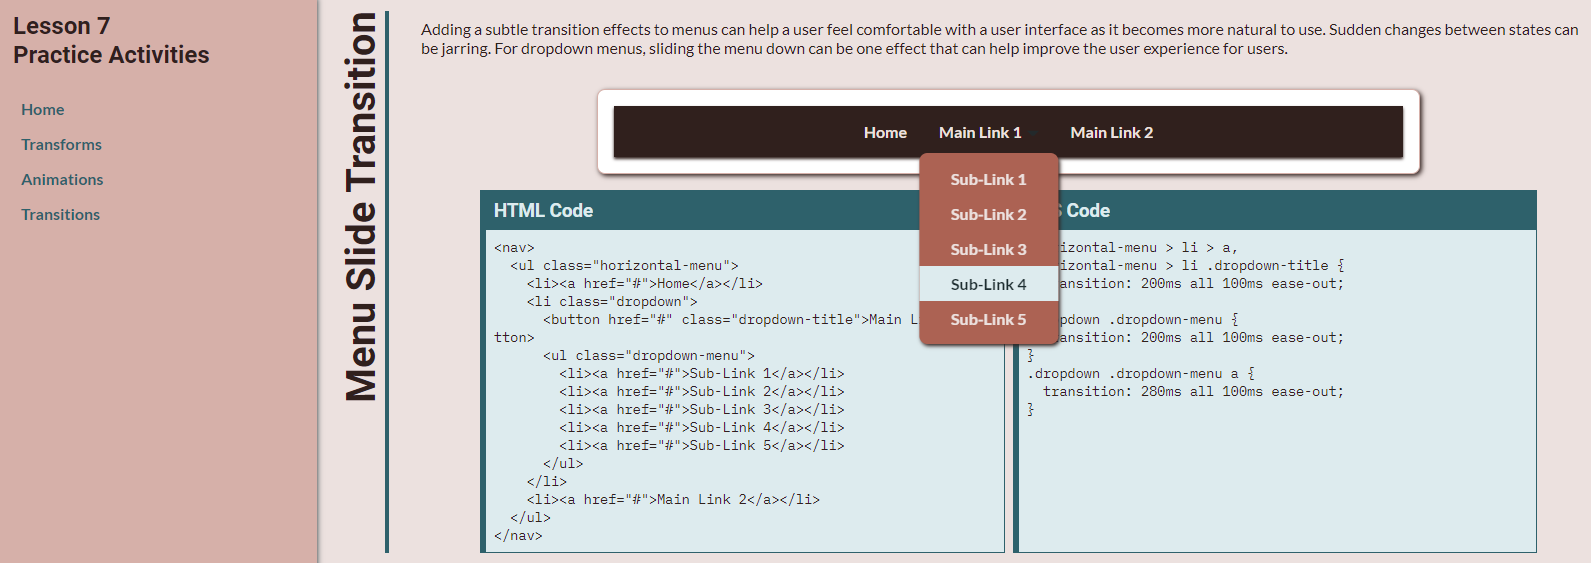 Lesson 7
Practice Activities
Home
Transforms
Animations
Transitions
Menu Slide Transition
Adding a subtle transition effects to menus can help a user feel comfortable with a user interface as it becomes more natural to use. Sudden changes between states can
be jarring. For dropdown menus, sliding the menu down can be one effect that can help improve the user experience for users.
Home Main Link 1 Main Link 2
Sub-Link 1
Sub-Link 2
Sub-Link 3
Sub-Link 4
Sub-Link 5
HTML Code
<nav>
<ul class="horizontal-menu">
<li><a href="#">Home</a></li>
<li class="dropdown">
<button href="#" class="dropdown-title">Main L
tton>
<ul class="dropdown-menu">
<li><a href="#">Sub-Link 1</a></li>
<li><a href="#">Sub-Link 2</a></li>
<li><a href="#">Sub-Link 3</a></li>
<li><a href="#">Sub-Link 4</a></li>
<li><a href="#">Sub-Link 5</a></li>
</ul>
</li>
<li><a href="#">Main Link 2</a></li>
</ul>
</nav>
S Code
izontal-menu > li > a,
izontal-menu > li .dropdown-title {
ansition: 200ms all 100ms ease-out;
pdown .dropdown-menu {
ansition: 200ms all 100ms ease-out;
}
.dropdown .dropdown-menu a {
transition: 280ms all 100ms ease-out;
}